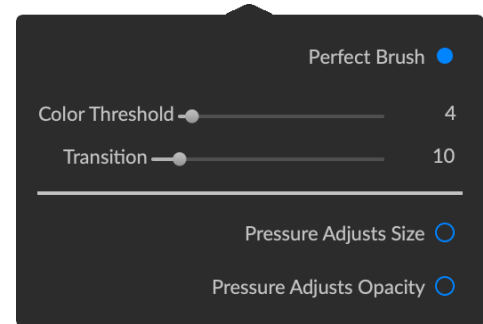 Perfect Brush
Color Threshold 4
Transition 10
Pressure Adjusts Size
Pressure Adjusts Opacity